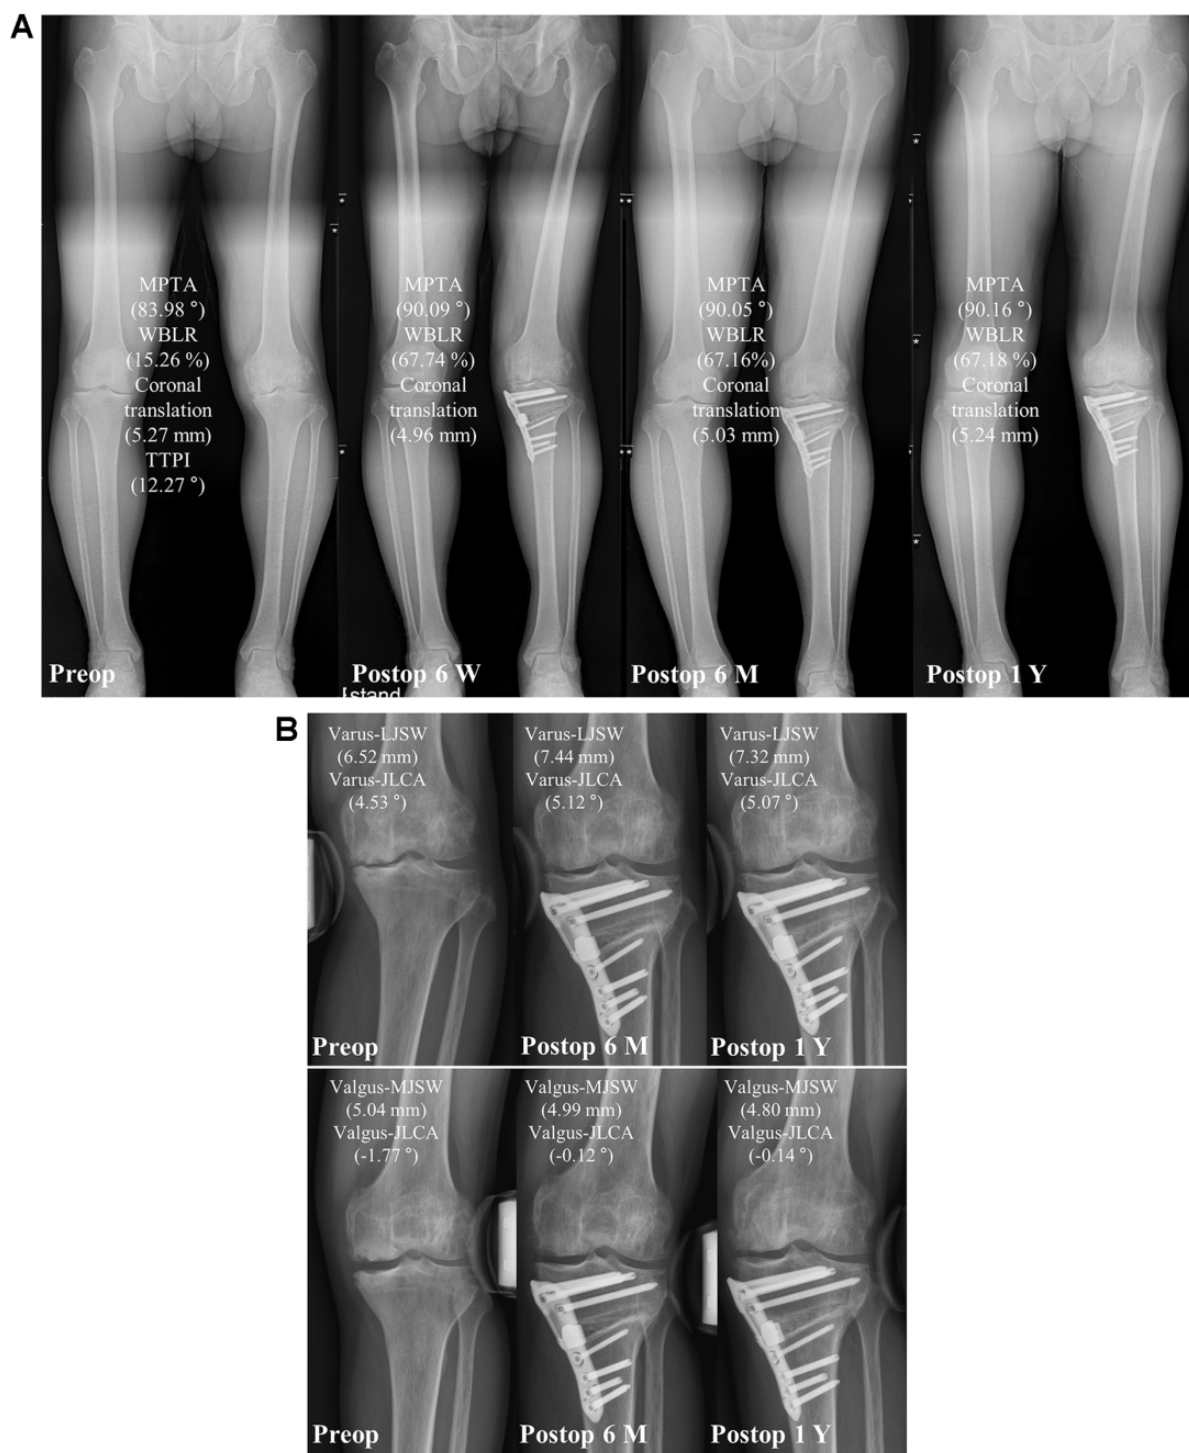 A
MPTA
(83.98 °)
WBLR
(15.26 %)
Coronal
translation
(5.27 mm)
TTPI
(12.27 °)
Preop
MPTA
(90.09 °)
WBLR
(67.74 %)
Coronal
translation
(4.96 mm)
Postop 6 W
stand
MPTA
(90.05 °)
WBLR
(67.16%)
Coronal
translation
(5.03 mm)
Postop 6 M
MPTA
(90.16 °)
WBLR
(67.18 %)
Coronal
translation
(5.24 mm)
Postop 1 Y
B
Varus-LJSW
(6.52 mm)
Varus-JLCA
(4.53 °)
Preop
Varus-LJSW
(7.44 mm)
Varus-JLCA
(5.12 °)
Postop 6 M
Varus-LJSW
(7.32 mm)
Varus-JLCA
(5.07 °)
Postop 1 Y
Valgus-MJSW
(5.04 mm)
Valgus-JLCA
(-1.77 °)
Preop
Valgus-MJSW
(4.99 mm)
Valgus-JLCA
(-0.12 °)
Postop 6 M
Valgus-MJSW
(4.80 mm)
Valgus-JLCA
(-0.14 °)
Postop 1 Y